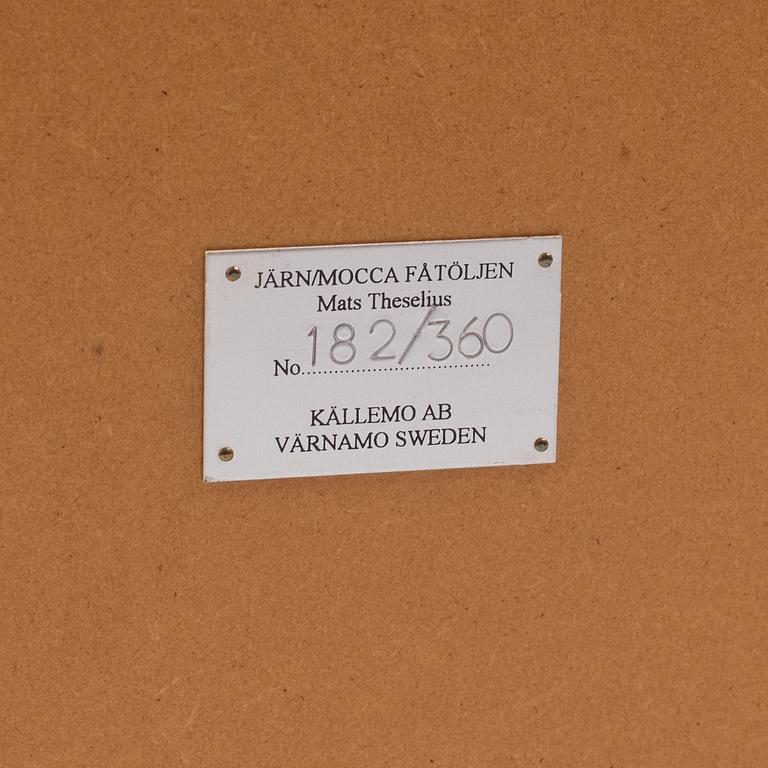 JÄRN/MOCCA FÅTÖLJEN
Mats Theselius
No. 182/360
KÄLLEMO AB
VÄRNAMO SWEDEN